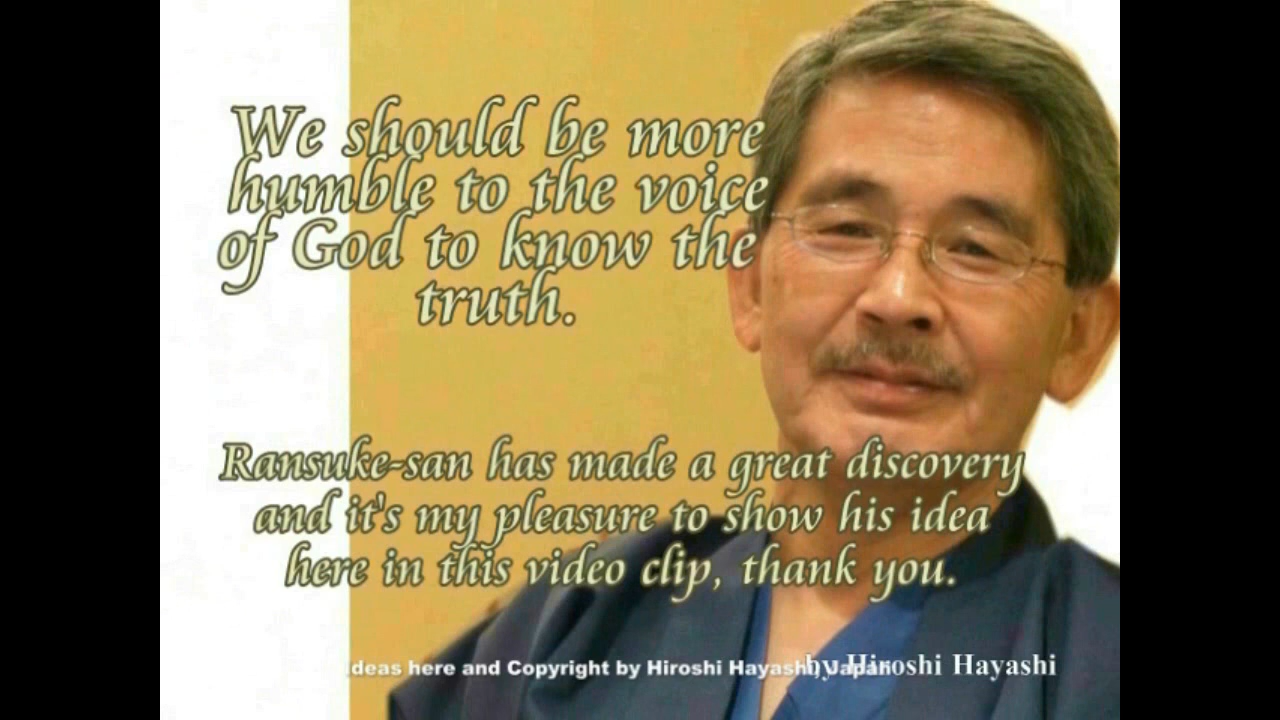 We should be more
humble to the voice
of God to know the
truth.
Ransuke-san has made a great discovery
and it's my pleasure to show his idea
here in this video clip, thank you.
Ideas here and Copyright by Hiroshi Hayashi, Japan
by Hiroshi Hayashi